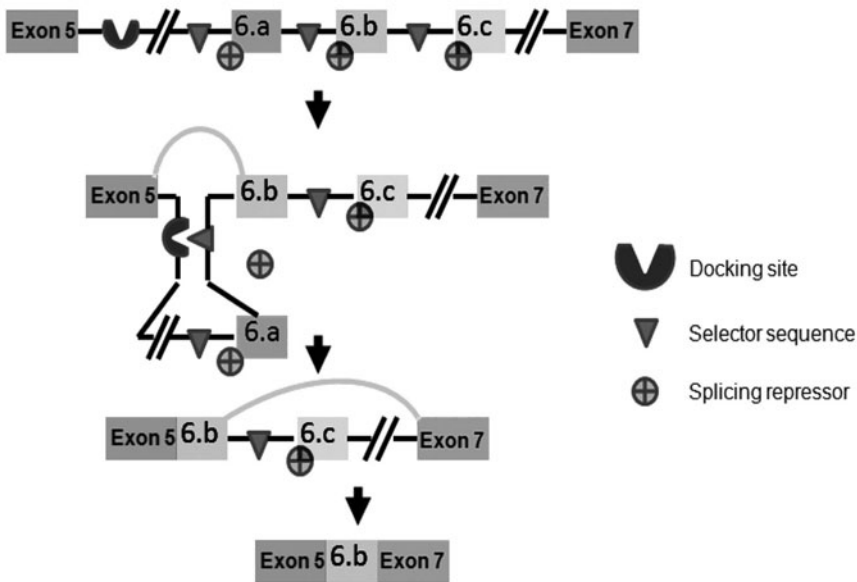 Exon 5 6.a 6.b 6.c Exon 7
Exon 5 6.b 6.c Exon 7
6.a
Exon 5 6.b 6.c Exon 7
Exon 5 6.b Exon 7
Docking site
Selector sequence
Splicing repressor